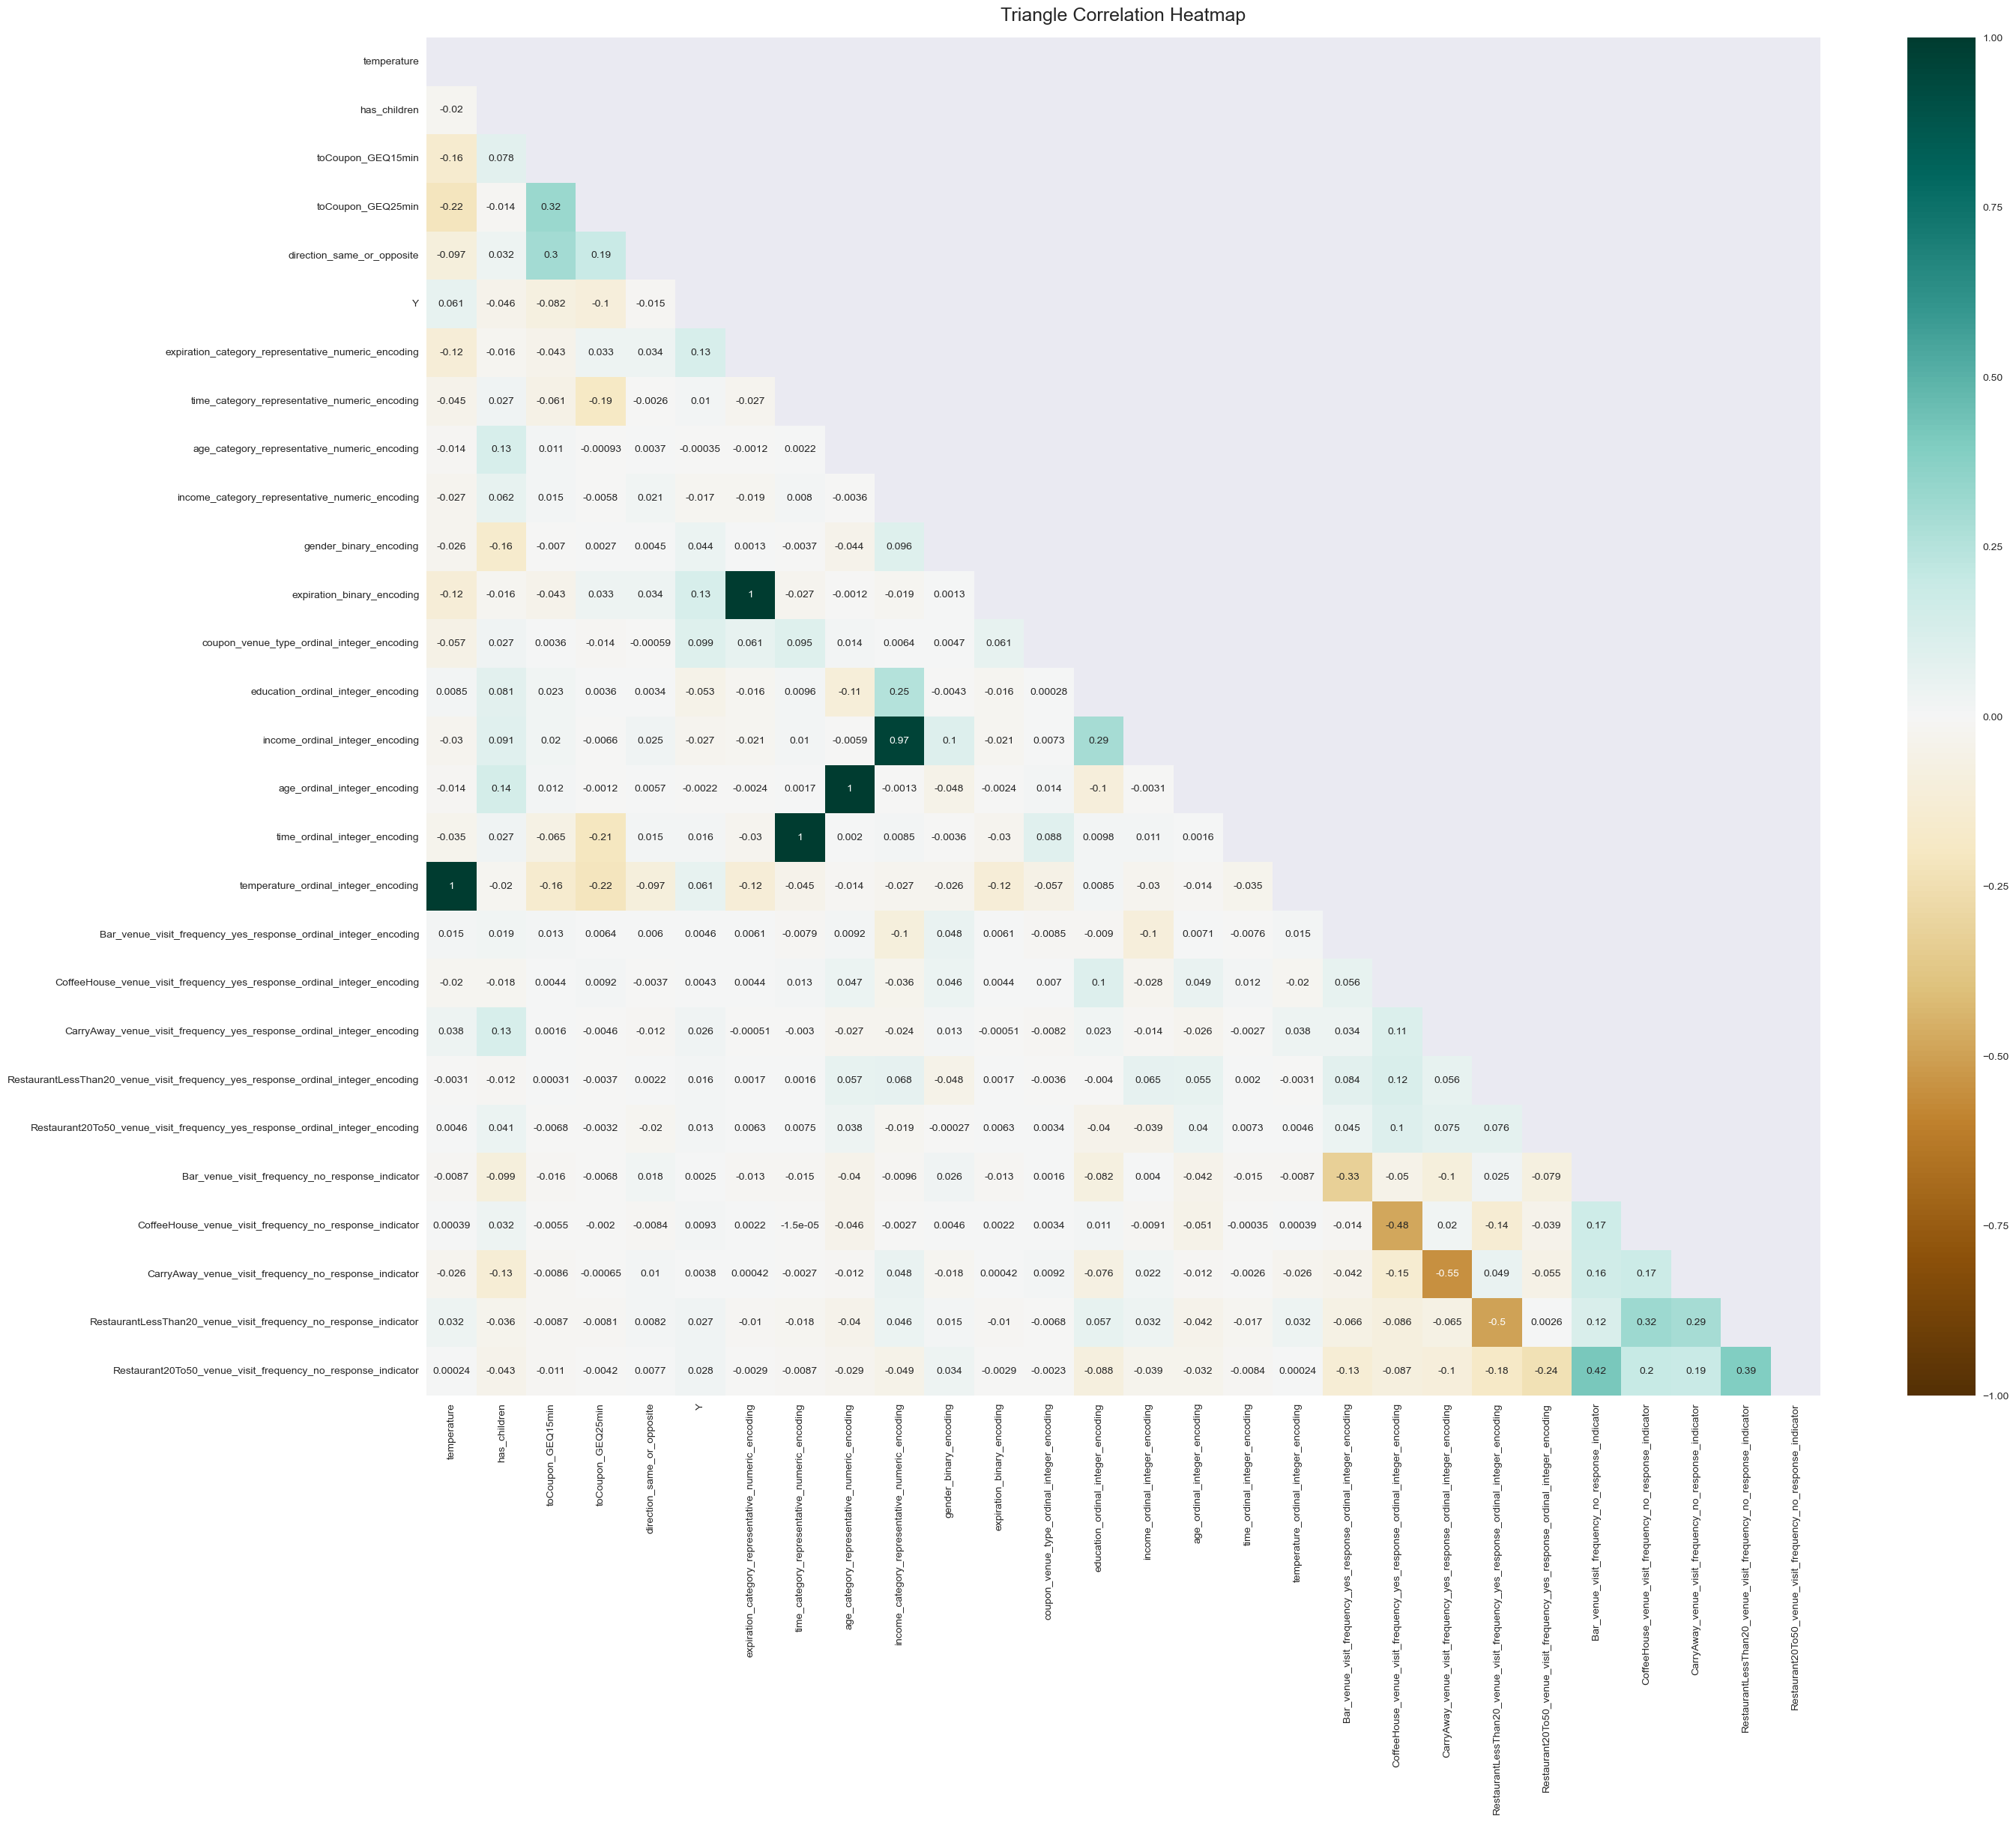 Triangle Correlation Heatmap
temperature
has_children -0.02
toCoupon_GEQ15min -0.16 0.078
toCoupon_GEQ25min -0.22 -0.014 0.32
direction_same_or_opposite -0.097 0.032 0.3 0.19
Y 0.061 -0.046 -0.082 -0.1 -0.015
expiration_category_representative_numeric_encoding -0.12 -0.016 -0.043 0.033 0.034 0.13
time_category_representative_numeric_encoding -0.045 0.027 -0.061 -0.19 -0.0026 0.01 -0.027
age_category_representative_numeric_encoding -0.014 0.13 0.011 -0.00093 0.0037 -0.00035 -0.0012 0.0022
income_category_representative_numeric_encoding -0.027 0.062 0.015 -0.0058 0.021 -0.017 -0.019 0.008 -0.0036
gender_binary_encoding -0.026 -0.16 -0.007 0.0027 0.0045 0.044 0.0013 -0.0037 -0.044 0.096
expiration_binary_encoding -0.12 -0.016 -0.043 0.033 0.034 0.13 1 -0.027 -0.0012 -0.019 0.0013
coupon_venue_type_ordinal_integer_encoding -0.057 0.027 0.0036 -0.014 -0.00059 0.099 0.061 0.095 0.014 0.0064 0.0047 0.061
education_ordinal_integer_encoding 0.0085 0.081 0.023 0.0036 0.0034 -0.053 -0.016 0.0096 -0.11 0.25 -0.0043 -0.016 0.00028
income_ordinal_integer_encoding -0.03 0.091 0.02 -0.0066 0.025 -0.027 -0.021 0.01 -0.0059 0.97 0.1 -0.021 0.0073 0.29
age_ordinal_integer_encoding -0.014 0.14 0.012 -0.0012 0.0057 -0.0022 -0.0024 0.0017 1 -0.0013 -0.048 -0.0024 0.014 -0.1 -0.0031
time_ordinal_integer_encoding -0.035 0.027 -0.065 -0.21 0.015 0.016 -0.03 1 0.002 0.0085 -0.0036 -0.03 0.088 0.0098 0.011 0.0016
temperature_ordinal_integer_encoding 1 -0.02 -0.16 -0.22 -0.097 0.061 -0.12 -0.045 -0.014 -0.027 -0.026 -0.12 -0.057 0.0085 -0.03 -0.014 -0.035
Bar_venue_visit_frequency_yes_response_ordinal_integer_encoding 0.015 0.019 0.013 0.0064 0.006 0.0046 0.0061 -0.0079 0.0092 -0.1 0.048 0.0061 -0.0085 -0.009 -0.1 0.0071 -0.0076 0.015
CoffeeHouse_venue_visit_frequency_yes_response_ordinal_integer_encoding -0.02 -0.018 0.0044 0.0092 -0.0037 0.0043 0.0044 0.013 0.047 -0.036 0.046 0.0044 0.007 0.1 -0.028 0.049 0.012 -0.02 0.056
CarryAway_venue_visit_frequency_yes_response_ordinal_integer_encoding 0.038 0.13 0.0016 -0.0046 -0.012 0.026 -0.00051 -0.003 -0.027 -0.024 0.013 -0.00051 -0.0082 0.023 -0.014 -0.026 -0.0027 0.038 0.034 0.11
RestaurantLessThan20_venue_visit_frequency_yes_response_ordinal_integer_encoding -0.0031 -0.012 0.00031 -0.0037 0.0022 0.016 0.0017 0.0016 0.057 0.068 -0.048 0.0017 -0.0036 -0.004 0.065 0.055 0.002 -0.0031 0.084 0.12 0.056
Restaurant20To50_venue_visit_frequency_yes_response_ordinal_integer_encoding 0.0046 0.041 -0.0068 -0.0032 -0.02 0.013 0.0063 0.0075 0.038 -0.019 -0.00027 0.0063 0.0034 -0.04 -0.039 0.04 0.0073 0.0046 0.045 0.1 0.075 0.076
Bar_venue_visit_frequency_no_response_indicator -0.0087 -0.099 -0.016 -0.0068 0.018 0.0025 -0.013 -0.015 -0.04 -0.0096 0.026 -0.013 0.0016 -0.082 0.004 -0.042 -0.015 -0.0087 -0.33 -0.05 -0.1 0.025 -0.079
CoffeeHouse_venue_visit_frequency_no_response_indicator 0.00039 0.032 -0.0055 -0.002 -0.0084 0.0093 0.0022 -1.5e-05 -0.046 -0.0027 0.0046 0.0022 0.0034 0.011 -0.0091 -0.051 -0.00035 0.00039 -0.014 -0.48 0.02 -0.14 -0.039 0.17
CarryAway_venue_visit_frequency_no_response_indicator -0.026 -0.13 -0.0086 -0.00065 0.01 0.0038 0.00042 -0.0027 -0.012 0.048 -0.018 0.00042 0.0092 -0.076 0.022 -0.012 -0.0026 -0.026 -0.042 -0.15 -0.55 0.049 -0.055 0.16 0.17
RestaurantLessThan20_venue_visit_frequency_no_response_indicator 0.032 -0.036 -0.0087 -0.0081 0.0082 0.027 -0.01 -0.018 -0.04 0.046 0.015 -0.01 -0.0068 0.057 0.032 -0.042 -0.017 0.032 -0.066 -0.086 -0.065 -0.5 0.0026 0.12 0.32 0.29
Restaurant20To50_venue_visit_frequency_no_response_indicator 0.00024 -0.043 -0.011 -0.0042 0.0077 0.028 -0.0029 -0.0087 -0.029 -0.049 0.034 -0.0029 -0.0023 -0.088 -0.039 -0.032 -0.0084 0.00024 -0.13 -0.087 -0.1 -0.18 -0.24 0.42 0.2 0.19 0.39
temperature
has_children
toCoupon_GEQ15min
toCoupon_GEQ25min
direction_same_or_opposite
Y
expiration_category_representative_numeric_encoding
time_category_representative_numeric_encoding
age_category_representative_numeric_encoding
income_category_representative_numeric_encoding
gender_binary_encoding
expiration_binary_encoding
coupon_venue_type_ordinal_integer_encoding
education_ordinal_integer_encoding
income_ordinal_integer_encoding
age_ordinal_integer_encoding
time_ordinal_integer_encoding
temperature_ordinal_integer_encoding
Bar_venue_visit_frequency_yes_response_ordinal_integer_encoding
CoffeeHouse_venue_visit_frequency_yes_response_ordinal_integer_encoding
CarryAway_venue_visit_frequency_yes_response_ordinal_integer_encoding
RestaurantLessThan20_venue_visit_frequency_yes_response_ordinal_integer_encoding
Restaurant20To50_venue_visit_frequency_yes_response_ordinal_integer_encoding
Bar_venue_visit_frequency_no_response_indicator
CoffeeHouse_venue_visit_frequency_no_response_indicator
CarryAway_venue_visit_frequency_no_response_indicator
RestaurantLessThan20_venue_visit_frequency_no_response_indicator
Restaurant20To50_venue_visit_frequency_no_response_indicator
1.00
0.75
0.50
0.25
0.00
−0.25
−0.50
−0.75
−1.00